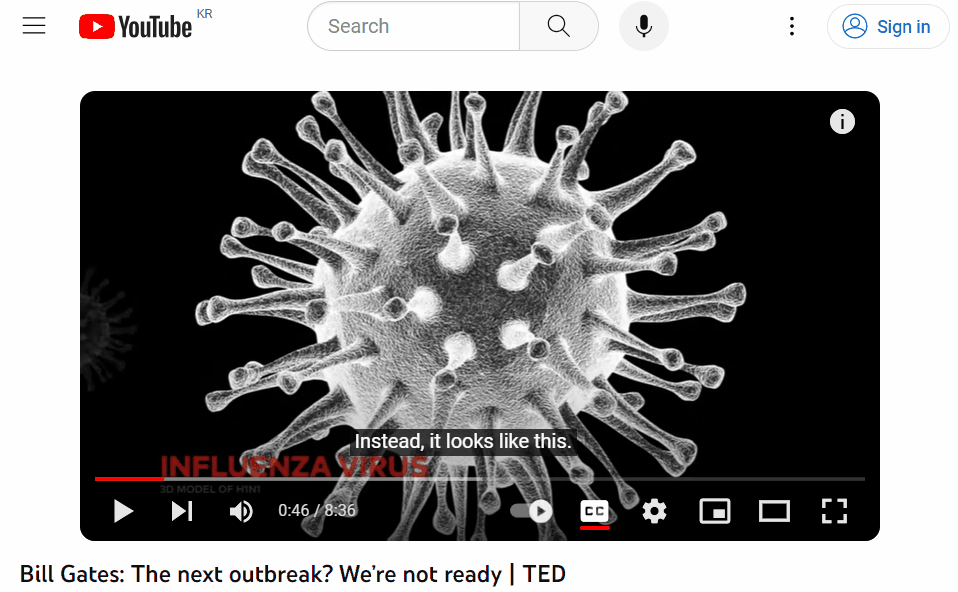 YouTube KR
Search
Sign in
i
Instead, it looks like this.
INFLUENZA VIRUS
3D MODEL OF H1N1
0:46 / 8:36
CC
Bill Gates: The next outbreak? We're not ready | TED